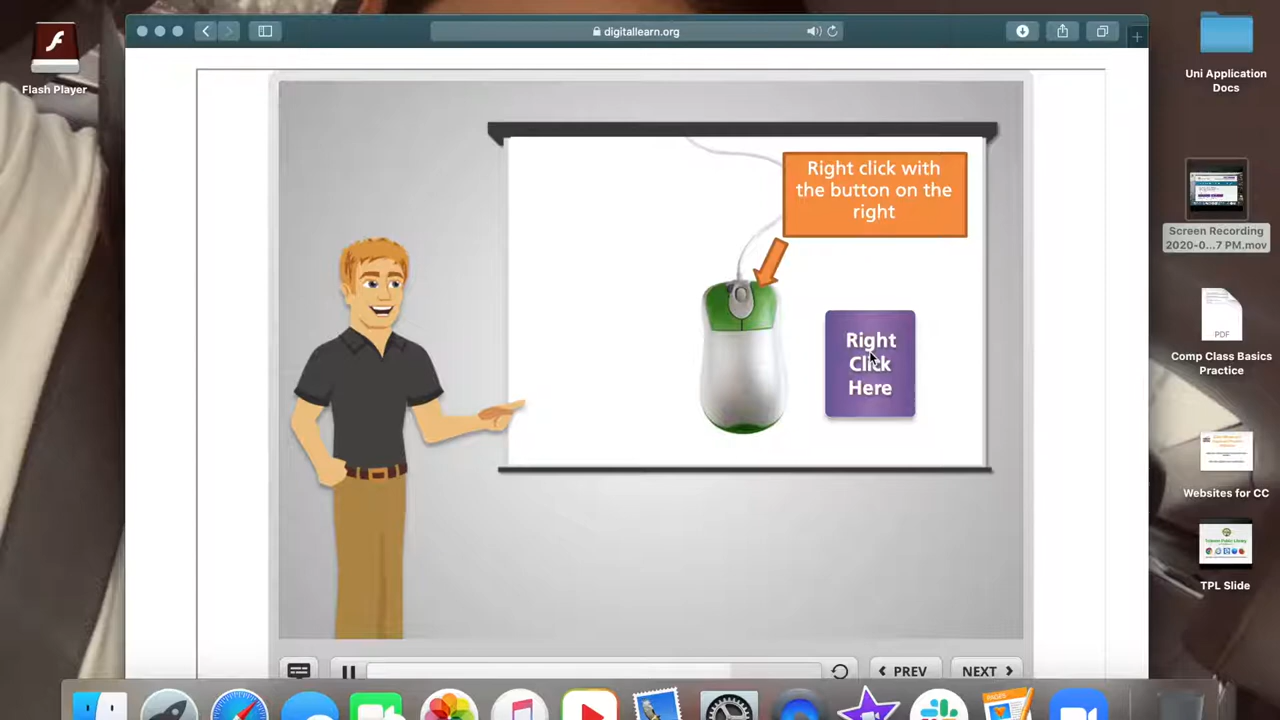 digitallearn.org
Flash Player
Uni Application
Docs
Right click with
the button on the
right
Screen Recording
2020-0...7 PM.mov
Right
Click
Here
PDF
Comp Class Basics
Practice
Websites for CC
TPL Slide
PREV
NEXT